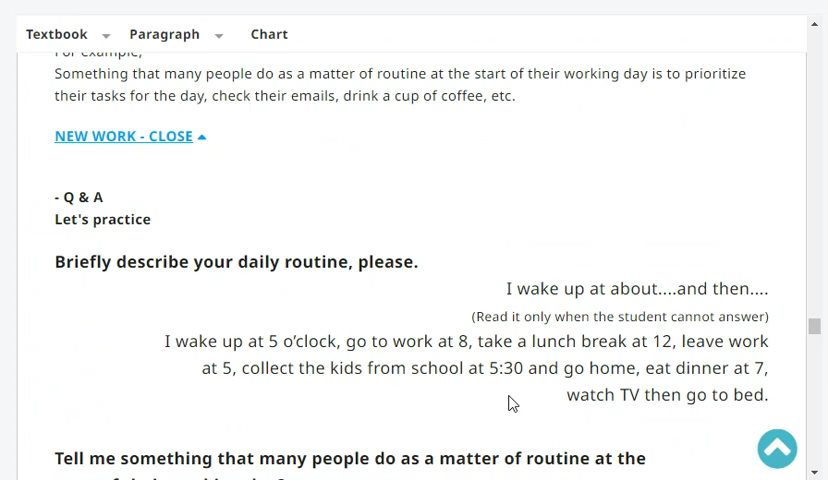 Textbook Paragraph Chart
For example,
Something that many people do as a matter of routine at the start of their working day is to prioritize
their tasks for the day, check their emails, drink a cup of coffee, etc.
NEW WORK - CLOSE
- Q & A
Let's practice
Briefly describe your daily routine, please.
I wake up at about....and then....
(Read it only when the student cannot answer)
I wake up at 5 o’clock, go to work at 8, take a lunch break at 12, leave work
at 5, collect the kids from school at 5:30 and go home, eat dinner at 7,
watch TV then go to bed.
Tell me something that many people do as a matter of routine at the